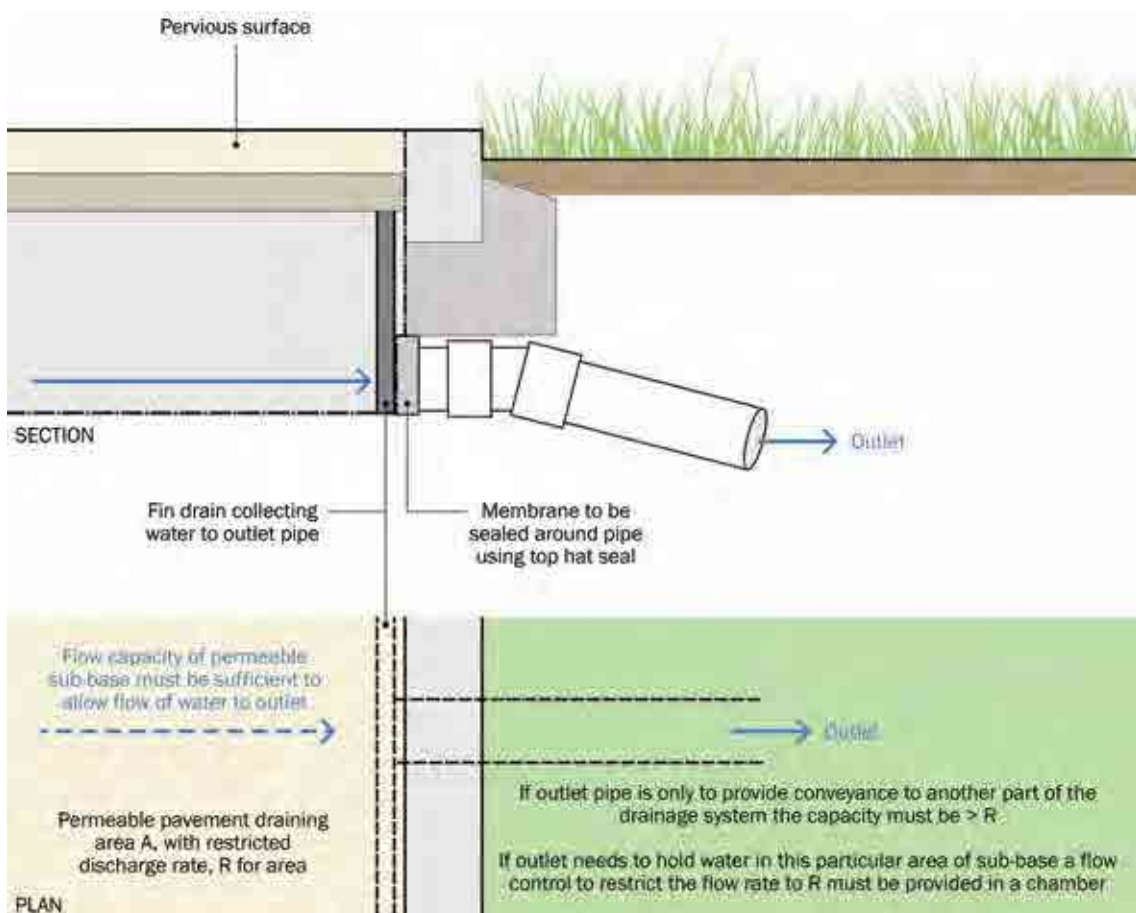 Pervious surface
SECTION
Outlet
Fin drain collecting
water to outlet pipe
Membrane to be
sealed around pipe
using top hat seal
Flow capacity of permeable
sub-base must be sufficient to
allow flow of water to outlet
Outlet
Permeable pavement draining
area A, with restricted
discharge rate, R for area
If outlet pipe is only to provide conveyance to another part of the
drainage system the capacity must be > R
If outlet needs to hold water in this particular area of sub-base a flow
control to restrict the flow rate to R must be provided in a chamber
PLAN